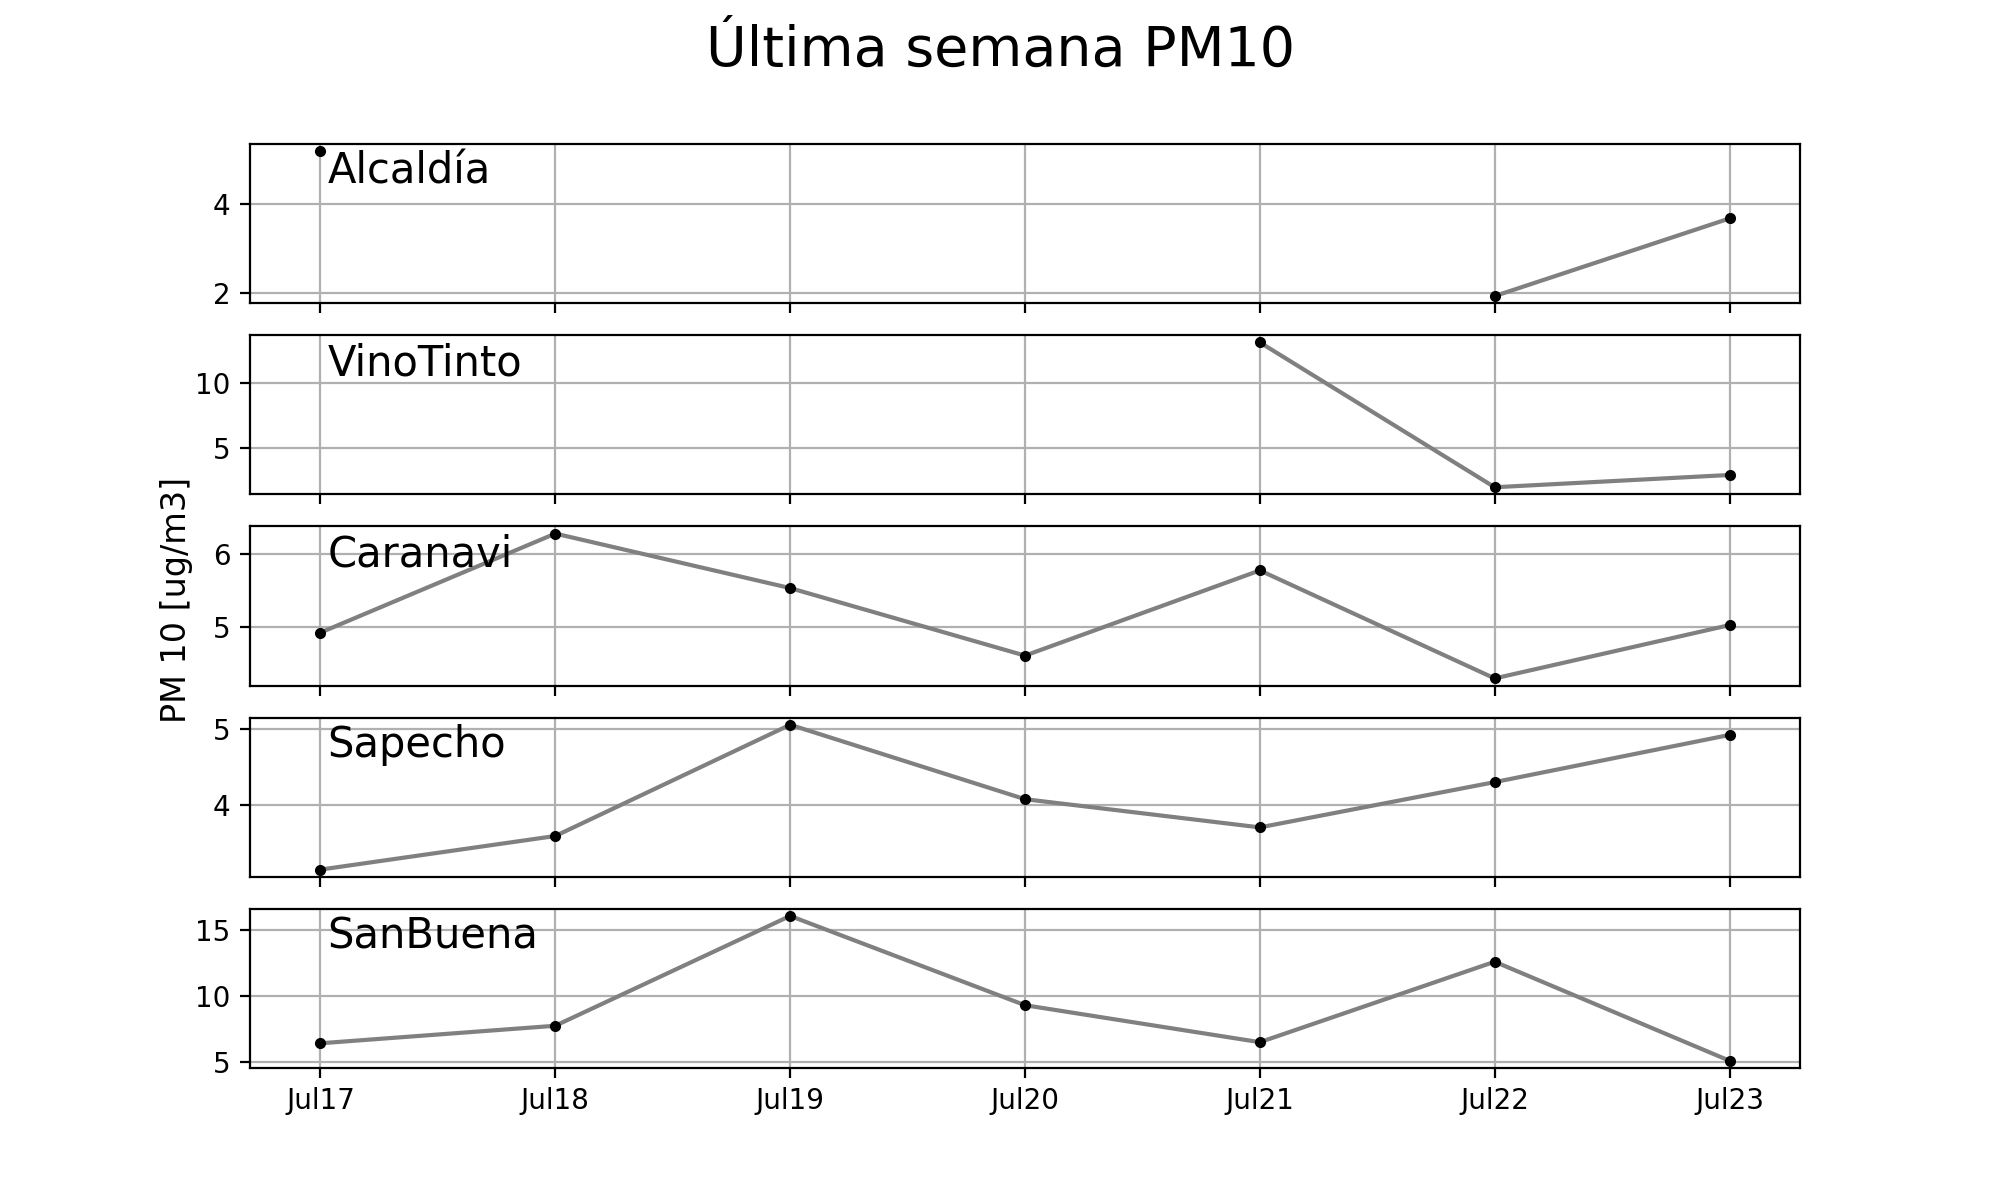 Última semana PM10
PM 10 [ug/m3]
Alcaldía
4
2
VinoTinto
10
5
Caranavi
6
5
Sapecho
5
4
SanBuena
15
10
5
Jul17 Jul18 Jul19 Jul20 Jul21 Jul22 Jul23